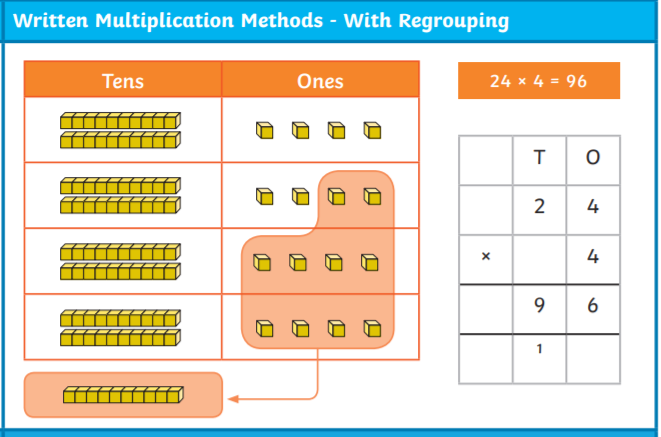 Written Multiplication Methods - With Regrouping
Tens Ones
24 × 4 = 96
T O
2 4
× 4
9 6
1